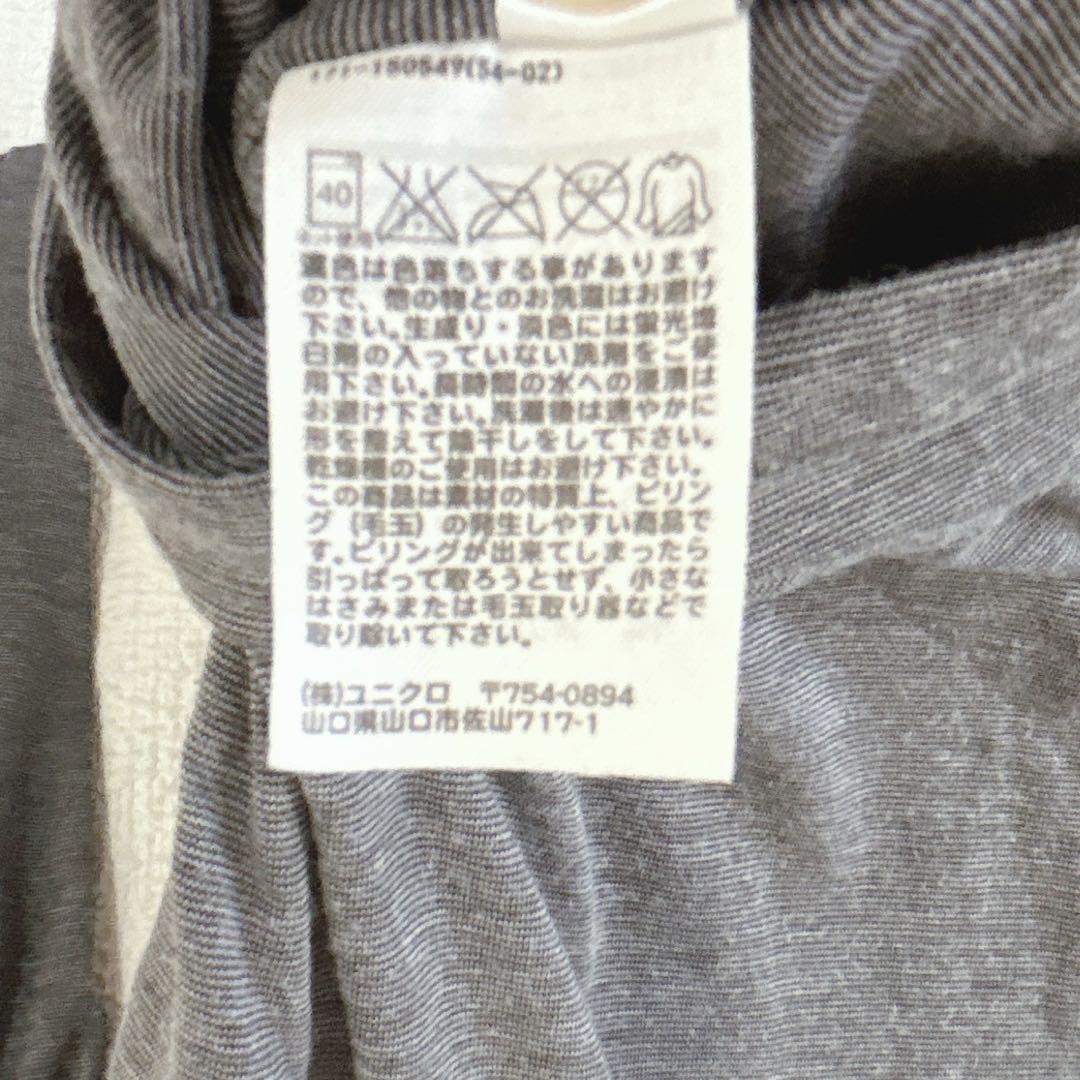 150549(54-02)
40
ネット使用
濃色は色落ちする事があります
ので、他の物とのお洗濯はお避け
下さい。生成り・淡色には蛍光増
白剤の入っていない洗剤をご使
用下さい。長時間の水への浸漬は
お避け下さい。洗濯後は速やかに
形を整えて陰干しをして下さい。
乾燥機のご使用はお避け下さい。
この商品は素材の特質上、ピリン
グ(毛玉)の発生しやすい商品で
す。ピリングが出来てしまったら
引っぱって取ろうとせず、小さな
はさみまたは毛玉取り器などで
取り除いて下さい。
(株)ユニクロ 〒754-0894
山口県山口市佐山717-1